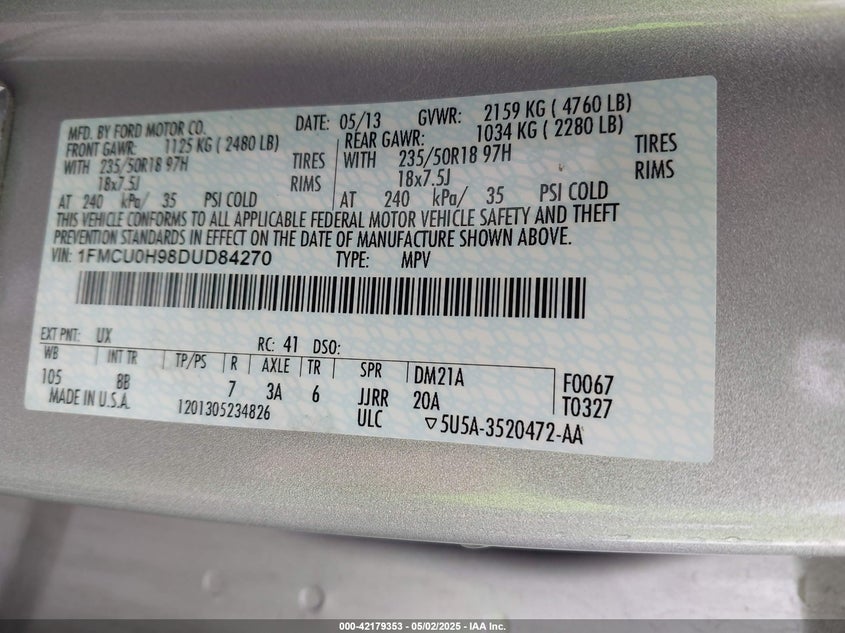 MFD. BY FORD MOTOR CO. DATE: 05/13 GVWR: 2159 KG ( 4760 LB)
FRONT GAWR: 1125 KG ( 2480 LB) REAR GAWR: 1034 KG ( 2280 LB)
WITH 235/50R18 97H TIRES WITH 235/50R18 97H TIRES
18x7.5J RIMS 18x7.5J RIMS
AT 240 kPa/ 35 PSI COLD AT 240 kPa/ 35 PSI COLD
THIS VEHICLE CONFORMS TO ALL APPLICABLE FEDERAL MOTOR VEHICLE SAFETY AND THEFT
PREVENTION STANDARDS IN EFFECT ON THE DATE OF MANUFACTURE SHOWN ABOVE.
VIN: 1FMCU0H98DUD84270 TYPE: MPV
EXT PNT: UX RC: 41 DSO:
WB INT TR TP/PS R AXLE TR SPR DM21A F0067
105 8B 7 3A 6 JJRR 20A T0327
MADE IN U.S.A. 1201305234826 ULC ▽5U5A-3520472-AA
000-42179353 - 05/02/2025 - IAA Inc.